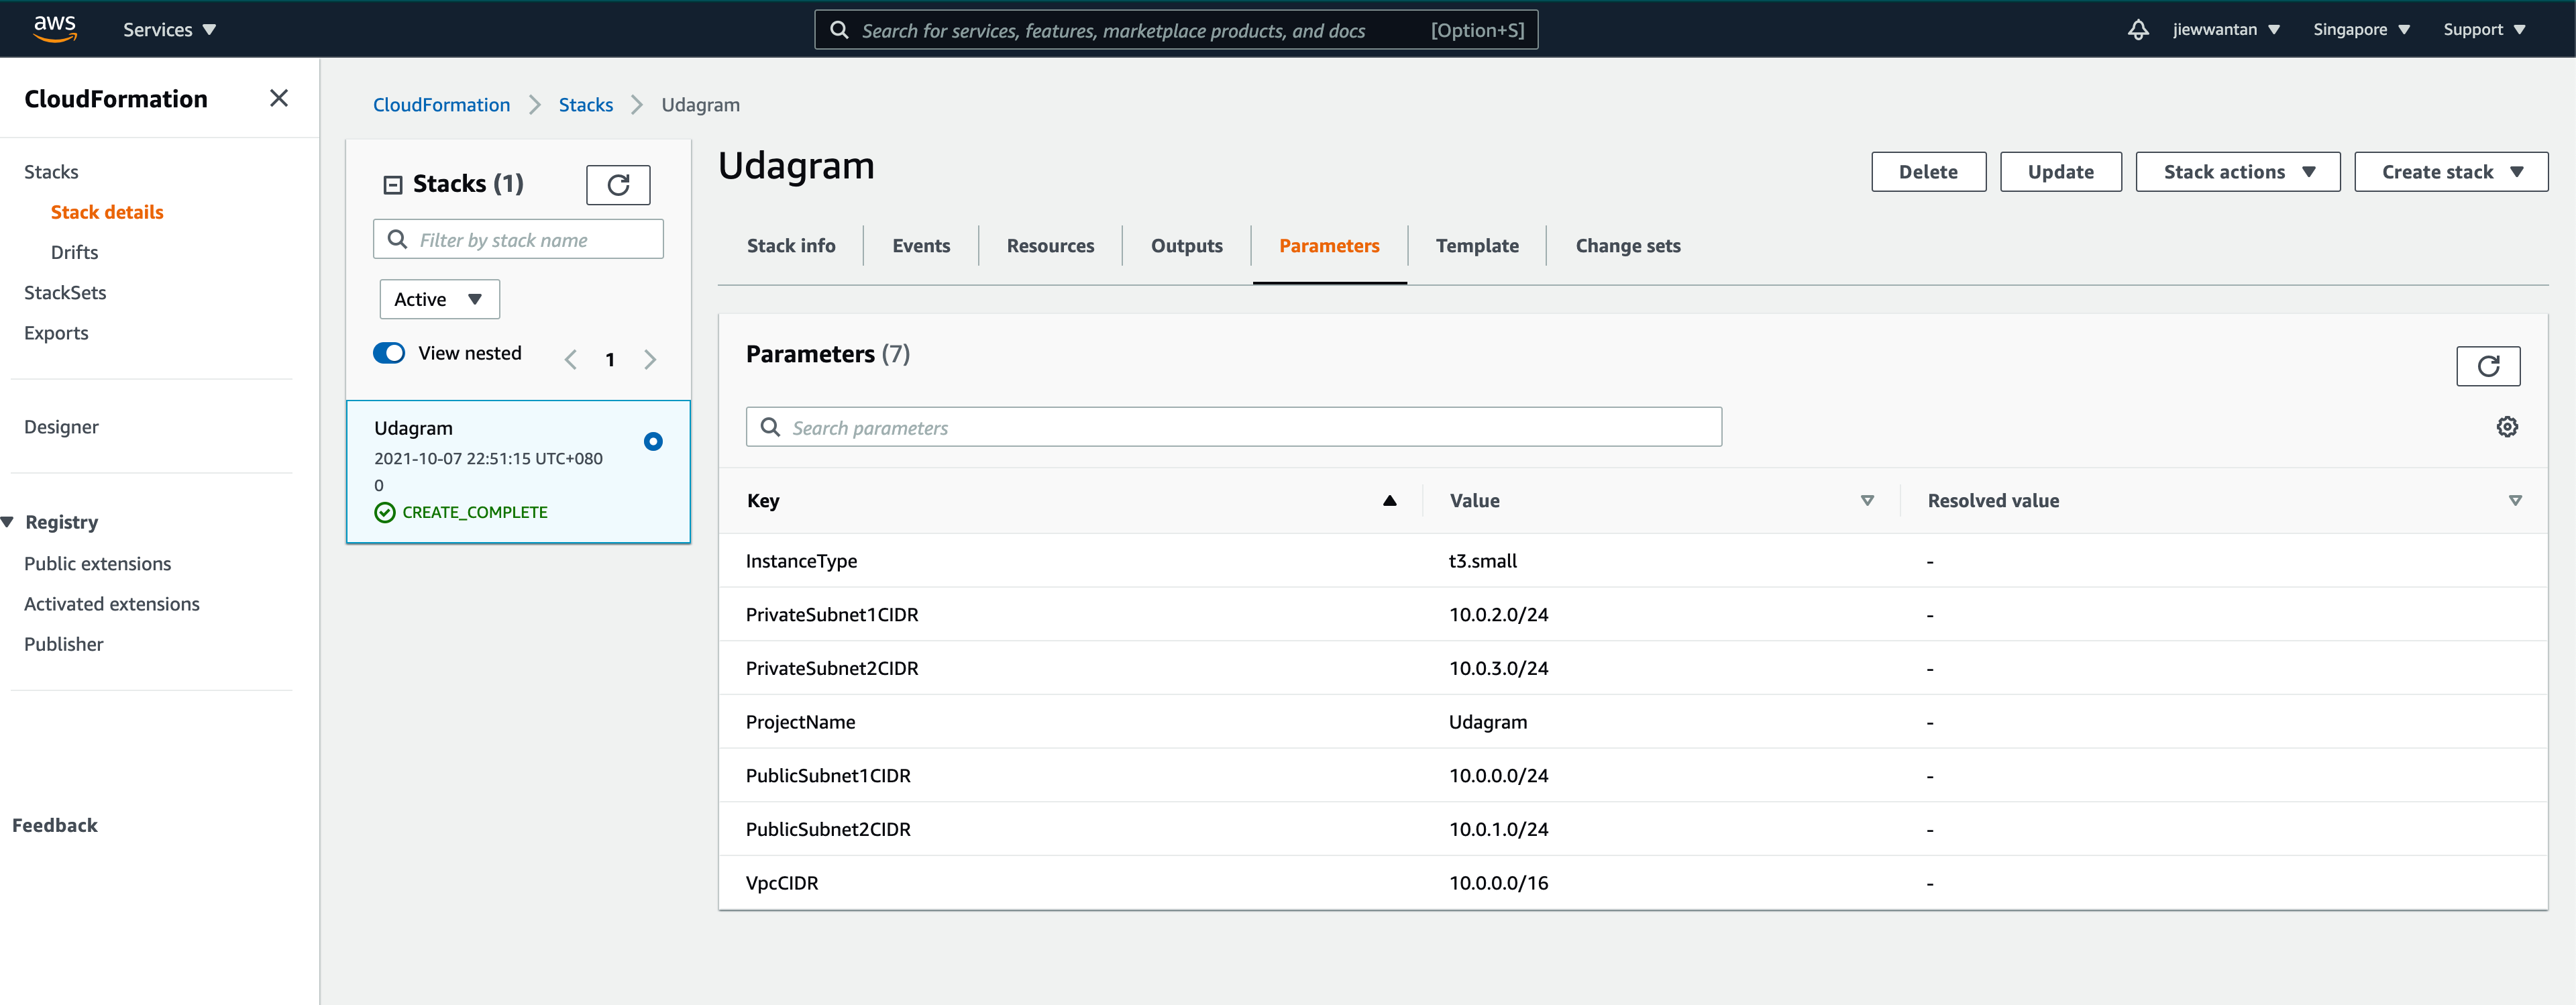 aws
Services
Search for services, features, marketplace products, and docs [Option+S]
jiewwantan
Singapore
Support
CloudFormation
Stacks
Stack details
Drifts
StackSets
Exports
Designer
Registry
Public extensions
Activated extensions
Publisher
Feedback
CloudFormation Stacks Udagram
Stacks (1)
Filter by stack name
Active
View nested
1
Udagram
2021-10-07 22:51:15 UTC+080
0
CREATE_COMPLETE
Udagram
Delete
Update
Stack actions
Create stack
Stack info Events Resources Outputs Parameters Template Change sets
Parameters (7)
Search parameters
Key Value Resolved value
InstanceType t3.small -
PrivateSubnet1CIDR 10.0.2.0/24 -
PrivateSubnet2CIDR 10.0.3.0/24 -
ProjectName Udagram -
PublicSubnet1CIDR 10.0.0.0/24 -
PublicSubnet2CIDR 10.0.1.0/24 -
VpcCIDR 10.0.0.0/16 -